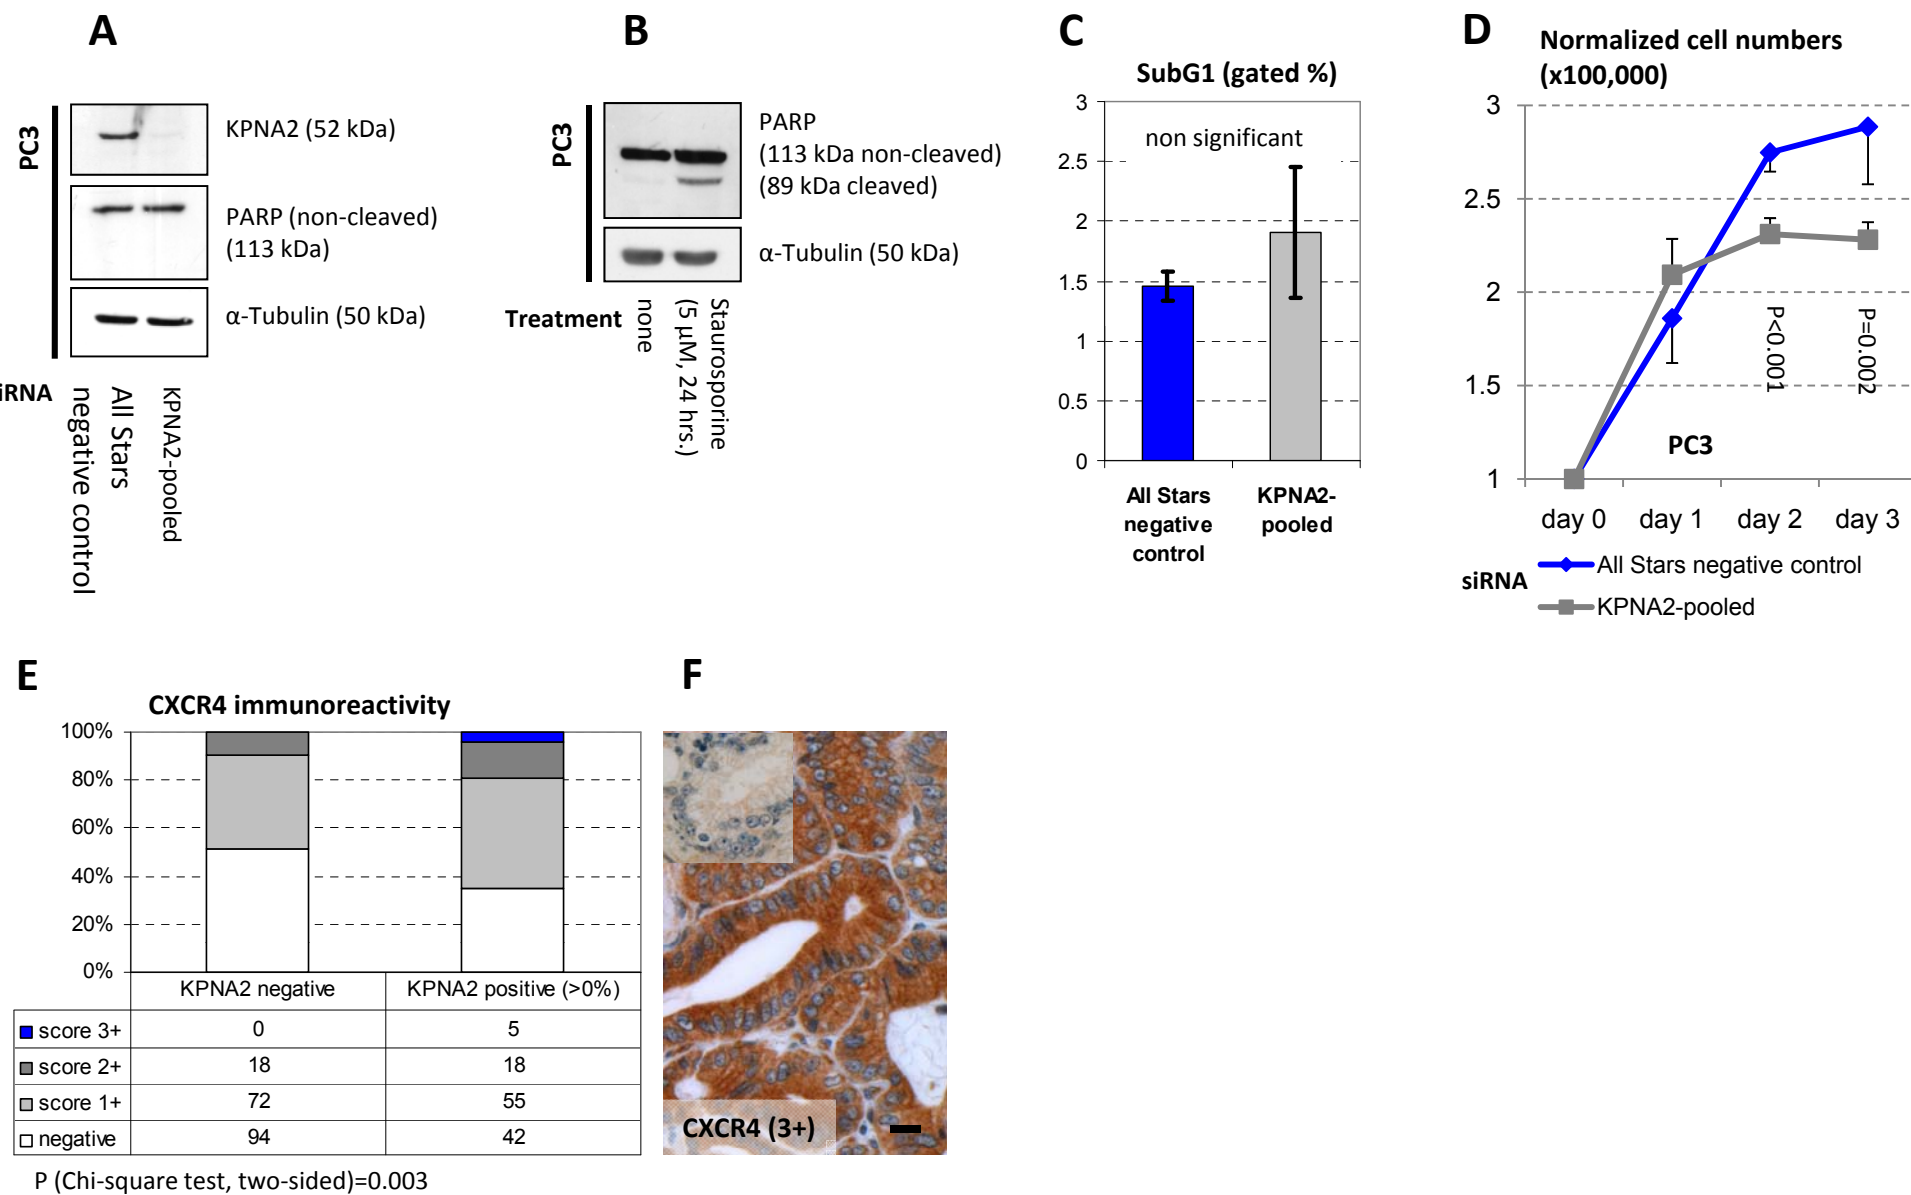 A
PC3
KPNA2 (52 kDa)
PARP (non-cleaved)
(113 kDa)
α-Tubulin (50 kDa)
iRNA
negative control
All Stars
KPNA2-pooled
B
PC3
PARP
(113 kDa non-cleaved)
(89 kDa cleaved)
α-Tubulin (50 kDa)
Treatment
none
Staurosporine
(5 µM, 24 hrs.)
C
SubG1 (gated %)
3
2.5
2
1.5
1
0.5
0
non significant
All Stars
negative
control
KPNA2-
pooled
D
Normalized cell numbers
(x100,000)
3
2.5
2
1.5
1
P<0.001
P=0.002
PC3
day 0 day 1 day 2 day 3
siRNA
All Stars negative control
KPNA2-pooled
E
CXCR4 immunoreactivity
100%
80%
60%
40%
20%
0%
KPNA2 negative KPNA2 positive (>0%)
score 3+ 0 5
score 2+ 18 18
score 1+ 72 55
negative 94 42
P (Chi-square test, two-sided)=0.003
F
CXCR4 (3+)